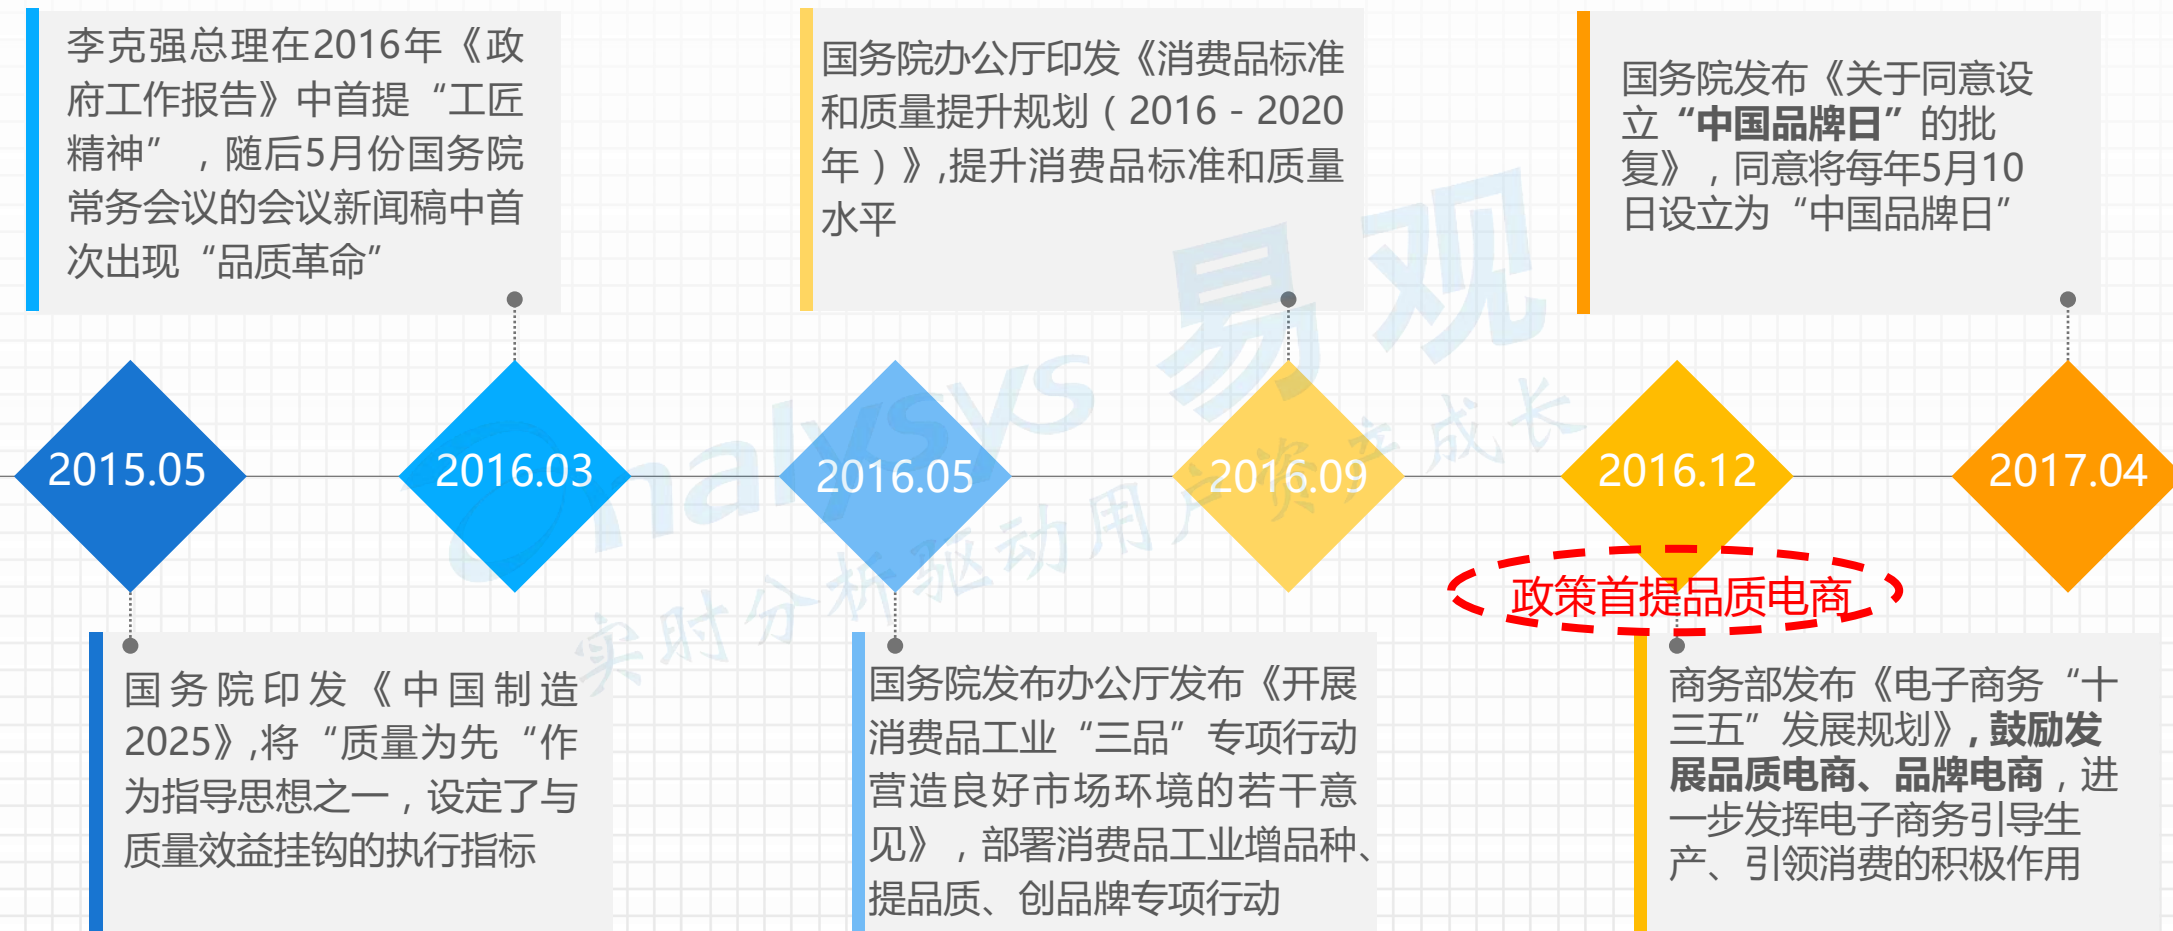 李克强总理在2016年《政
府工作报告》中首提“工匠
精神”，随后5月份国务院
常务会议的会议新闻稿中首
次出现“品质革命”
国务院办公厅印发《消费品标准
和质量提升规划（2016－2020
年）》,提升消费品标准和质量
水平
国务院发布《关于同意设
立“中国品牌日”的批
复》，同意将每年5月10
日设立为“中国品牌日”
2015.05
2016.03
2016.05
2016.09
2016.12
2017.04
政策首提品质电商
国务院印发《中国制造
2025》,将“质量为先“作
为指导思想之一，设定了与
质量效益挂钩的执行指标
国务院发布办公厅发布《开展
消费品工业“三品”专项行动
营造良好市场环境的若干意
见》，部署消费品工业增品种、
提品质、创品牌专项行动
商务部发布《电子商务“十
三五”发展规划》,鼓励发
展品质电商、品牌电商，进
一步发挥电子商务引导生
产、引领消费的积极作用
analysys 易观
实时分析驱动用户资产成长